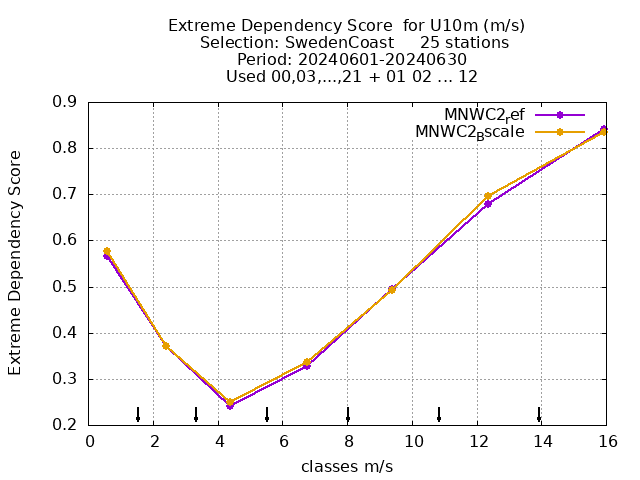 Extreme Dependency Score  for U10m (m/s)
Selection: SwedenCoast     25 stations
Period: 20240601-20240630
Used 00,03,...,21 + 01 02 ... 12
MNWC2ref
MNWC2Bscale
Extreme Dependency Score
0.9
0.8
0.7
0.6
0.5
0.4
0.3
0.2
0 2 4 6 8 10 12 14 16
classes m/s